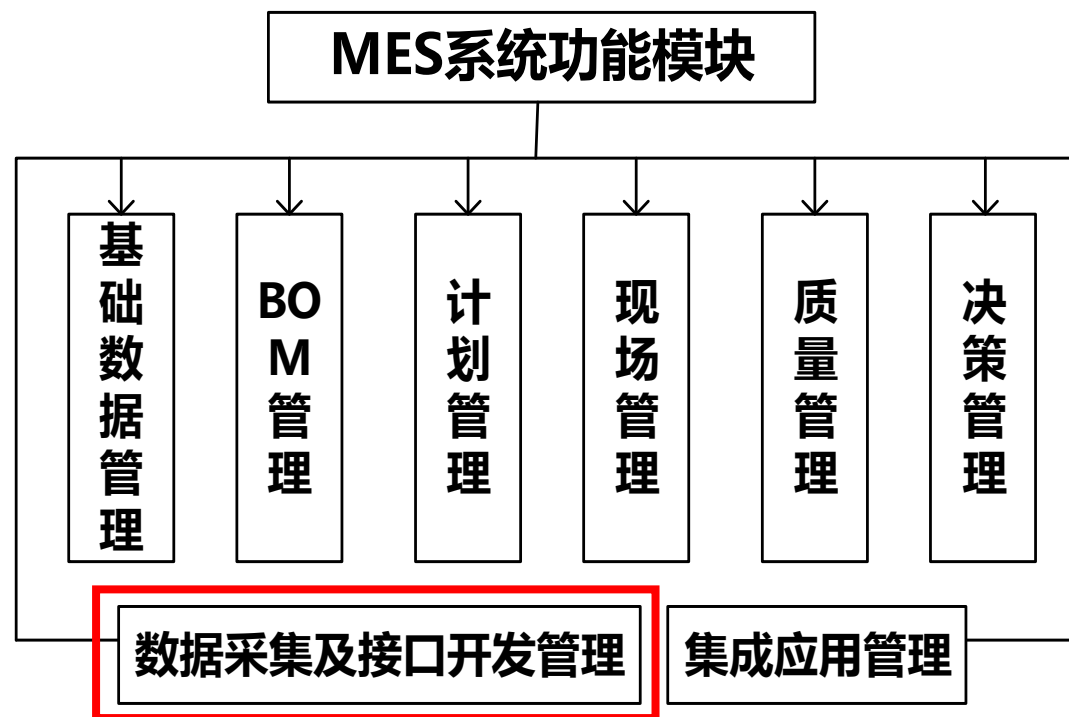 MES系统功能模块
基础数据管理
BOM管理
计划管理
现场管理
质量管理
决策管理
数据采集及接口开发管理
集成应用管理